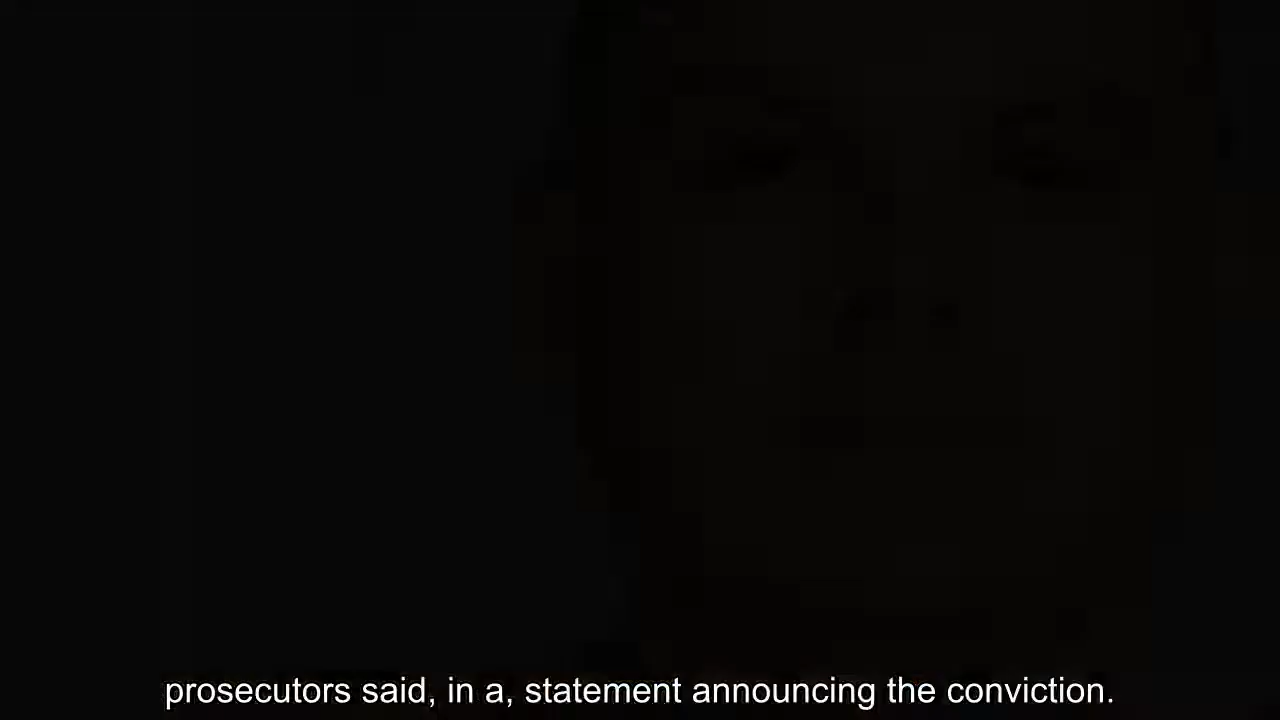 prosecutors said, in a, statement announcing the conviction.